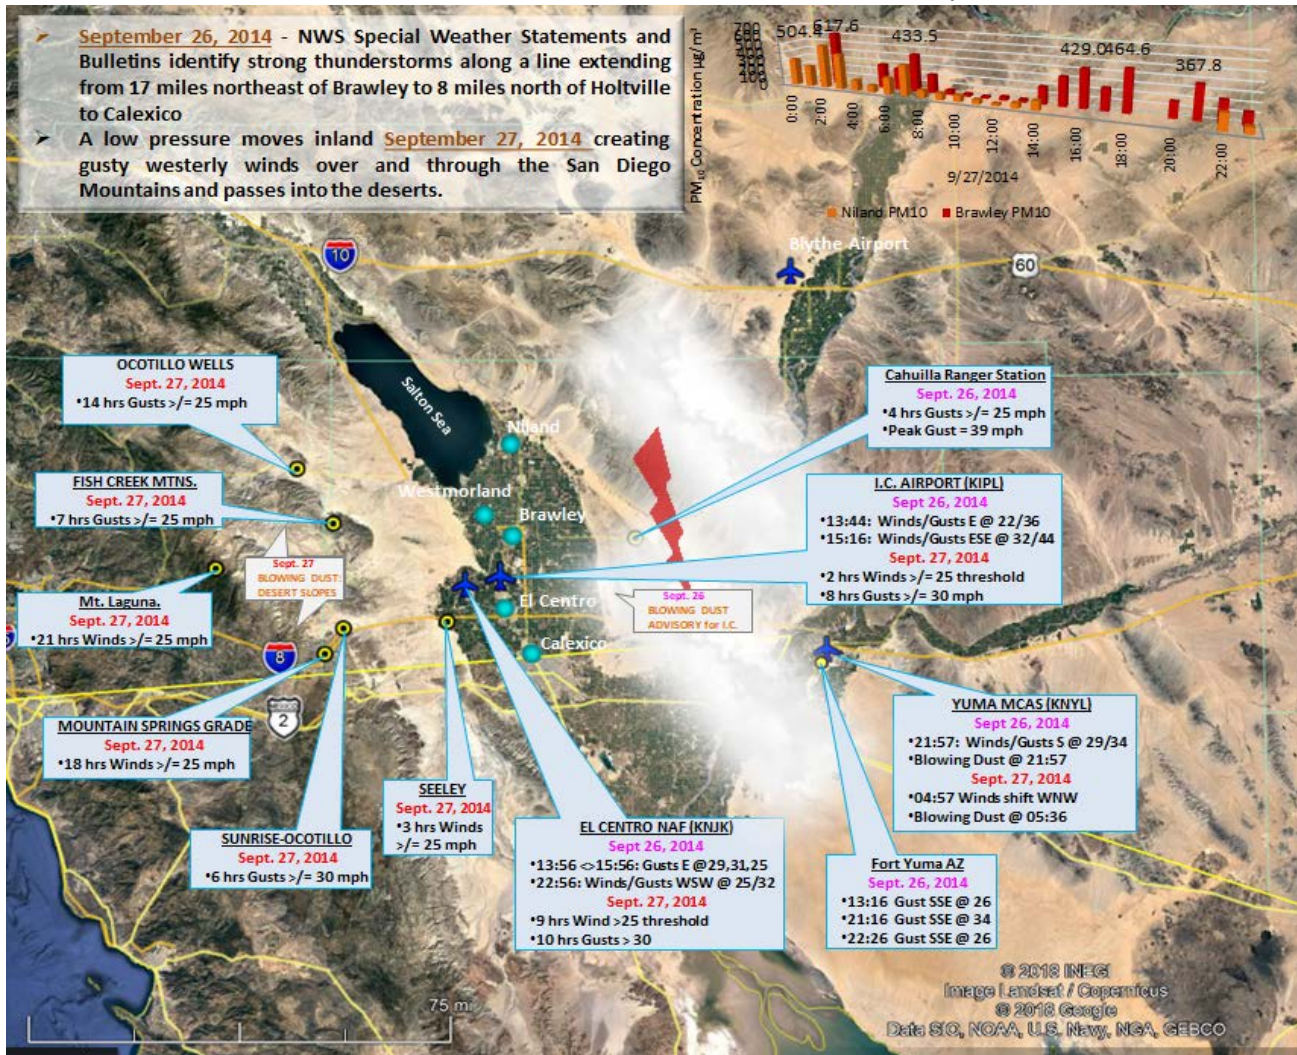 ➤ September 26, 2014 - NWS Special Weather Statements and
Bulletins identify strong thunderstorms along a line extending
from 17 miles northeast of Brawley to 8 miles north of Holtville
to Calexico
➤ A low pressure moves inland September 27, 2014 creating
gusty westerly winds over and through the San Diego
Mountains and passes into the deserts.
PM10 Concentration µg/m³
700
617.6
433.5
429.0
464.6
367.8
0:00
2:00
4:00
6:00
8:00
10:00
12:00
14:00
16:00
18:00
20:00
22:00
9/27/2014
Niland PM10 Brawley PM10
Blythe Airport
10
60
OCOTILLO WELLS
Sept. 27, 2014
•14 hrs Gusts >/= 25 mph
Salton Sea
Niland
Cahuilla Ranger Station
Sept. 26, 2014
•4 hrs Gusts >/= 25 mph
•Peak Gust = 39 mph
FISH CREEK MTNS.
Sept. 27, 2014
•7 hrs Gusts >/= 25 mph
Westmorland
Brawley
I.C. AIRPORT (KIPL)
Sept 26, 2014
•13:44: Winds/Gusts E @ 22/36
•15:16: Winds/Gusts ESE @ 32/44
Sept. 27, 2014
•2 hrs Winds >/= 25 threshold
•8 hrs Gusts >/= 30 mph
Sept. 27
BLOWING DUST:
DESERT SLOPES
Mt. Laguna.
Sept. 27, 2014
•21 hrs Winds >/= 25 mph
El Centro
Sept. 26
BLOWING DUST
ADVISORY for I.C.
Calexico
8
MEXICO
2
MOUNTAIN SPRINGS GRADE
Sept. 27, 2014
•18 hrs Winds >/= 25 mph
YUMA MCAS (KNYL)
Sept 26, 2014
•21:57: Winds/Gusts S @ 29/34
•Blowing Dust @ 21:57
Sept. 27, 2014
•04:57 Winds shift WNW
•Blowing Dust @ 05:36
SEELEY
Sept. 27, 2014
•3 hrs Winds
>/= 25 mph
SUNRISE-OCOTILLO
Sept. 27, 2014
•6 hrs Gusts >/= 30 mph
EL CENTRO NAF (KNJK)
Sept 26, 2014
•13:56 <>15:56: Gusts E @29,31,25
•22:56: Winds/Gusts WSW @ 25/32
Sept. 27, 2014
•9 hrs Wind >25 threshold
•10 hrs Gusts > 30
Fort Yuma AZ
Sept. 26, 2014
•13:16 Gust SSE @ 26
•21:16 Gust SSE @ 34
•22:26 Gust SSE @ 26
75 mi
© 2018 INEGI
Image Landsat / Copernicus
© 2018 Google
Data SIO, NOAA, U.S. Navy, NGA, GEBCO